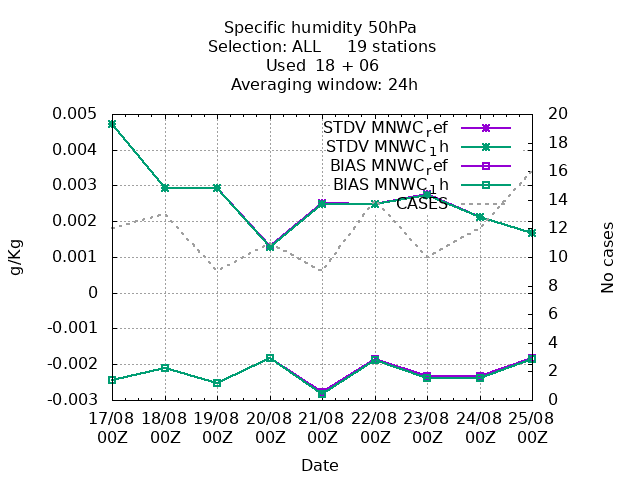 Specific humidity 50hPa
Selection: ALL     19 stations
Used  18 + 06
Averaging window: 24h
0.005
0.004
0.003
0.002
0.001
0
-0.001
-0.002
-0.003
g/Kg
STDV MNWC_ref
STDV MNWC_1h
BIAS MNWC_ref
BIAS MNWC_1h
CASES
20
18
16
14
12
10
8
6
4
2
0
No cases
17/08 18/08 19/08 20/08 21/08 22/08 23/08 24/08 25/08
00Z 00Z 00Z 00Z 00Z 00Z 00Z 00Z 00Z
Date